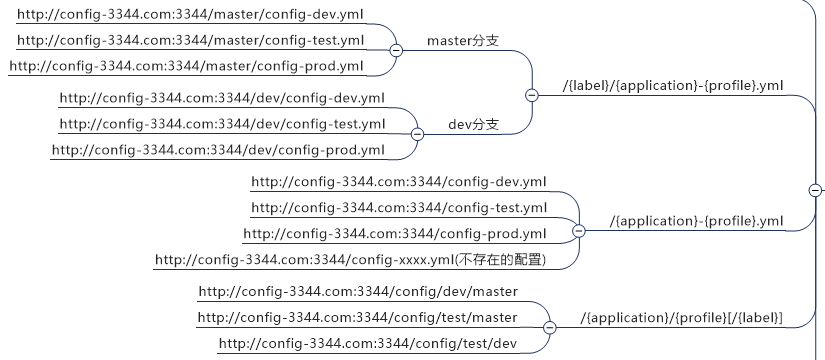 http://config-3344.com:3344/master/config-dev.yml
http://config-3344.com:3344/master/config-test.yml
http://config-3344.com:3344/master/config-prod.yml
master分支
/{label}/{application}-{profile}.yml
http://config-3344.com:3344/dev/config-dev.yml
http://config-3344.com:3344/dev/config-test.yml
http://config-3344.com:3344/dev/config-prod.yml
dev分支
http://config-3344.com:3344/config-dev.yml
http://config-3344.com:3344/config-test.yml
http://config-3344.com:3344/config-prod.yml
http://config-3344.com:3344/config-xxxx.yml(不存在的配置)
/{application}-{profile}.yml
http://config-3344.com:3344/config/dev/master
http://config-3344.com:3344/config/test/master
http://config-3344.com:3344/config/test/dev
/{application}/{profile}[/{label}]